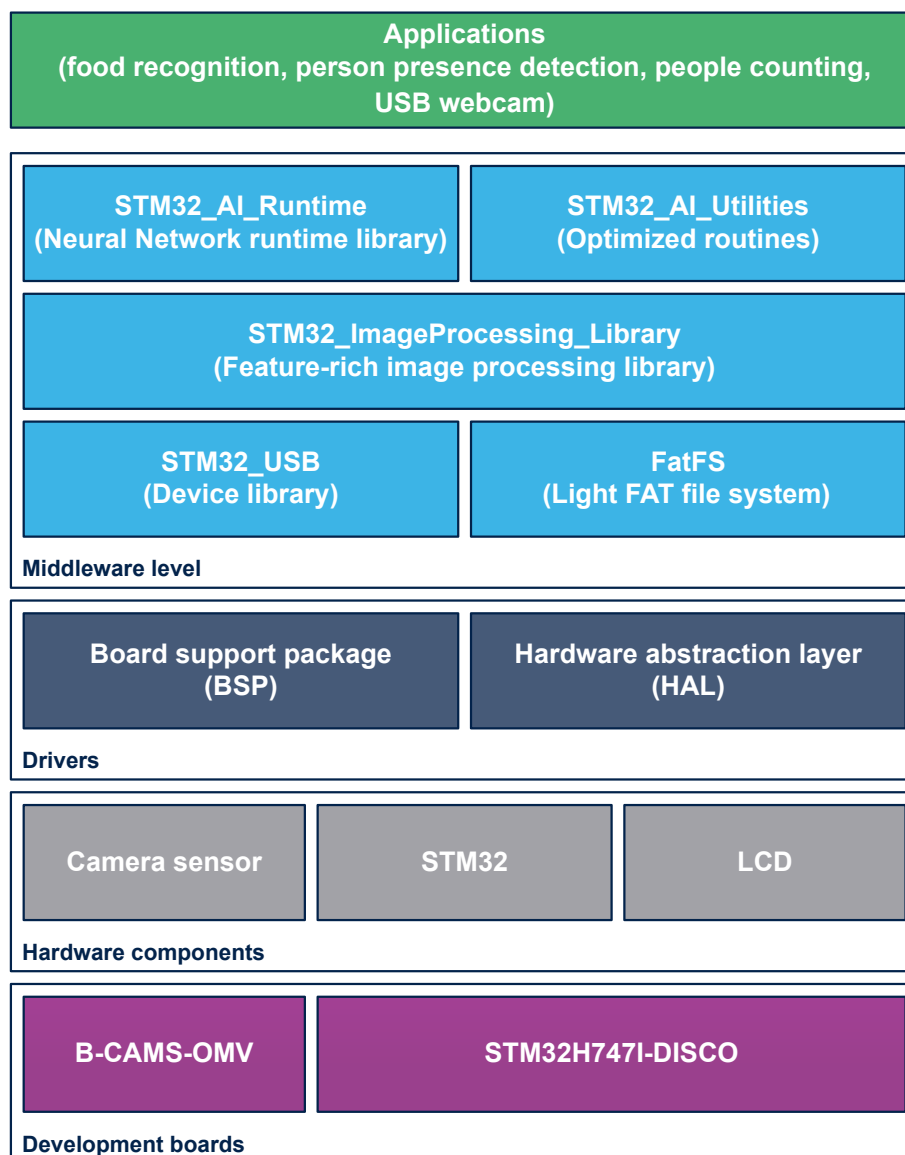 Applications
(food recognition, person presence detection, people counting,
USB webcam)
STM32_AI_Runtime
(Neural Network runtime library)
STM32_AI_Utilities
(Optimized routines)
STM32_ImageProcessing_Library
(Feature-rich image processing library)
STM32_USB
(Device library)
FatFS
(Light FAT file system)
Middleware level
Board support package
(BSP)
Hardware abstraction layer
(HAL)
Drivers
Camera sensor
STM32
LCD
Hardware components
B-CAMS-OMV
STM32H747I-DISCO
Development boards